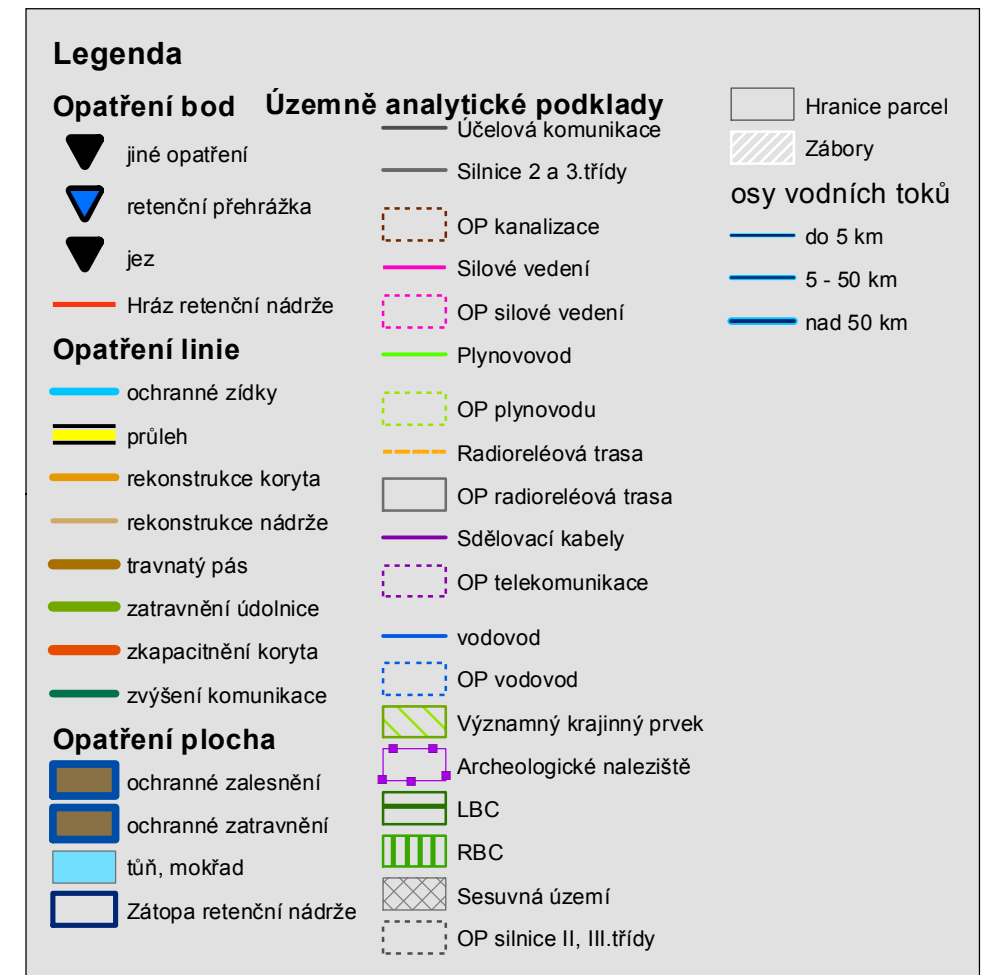 Legenda
Opatření bod
jiné opatření
retenční přehrážka
jez
Hráz retenční nádrže
Opatření linie
ochranné zídky
průleh
rekonstrukce koryta
rekonstrukce nádrže
travnatý pás
zatravnění údolnice
zkapacitnění koryta
zvýšení komunikace
Opatření plocha
ochranné zalesnění
ochranné zatravnění
tůň, mokřad
Zátopa retenční nádrže
Územně analytické podklady
Účelová komunikace
Silnice 2 a 3.třídy
OP kanalizace
Silové vedení
OP silové vedení
Plynovovod
OP plynovodu
Radioreléová trasa
OP radioreléová trasa
Sdělovací kabely
OP telekomunikace
vodovod
OP vodovod
Významný krajinný prvek
Archeologické naleziště
LBC
RBC
Sesuvná území
OP silnice II, III.třídy
Hranice parcel
Zábory
osy vodních toků
do 5 km
5 - 50 km
nad 50 km